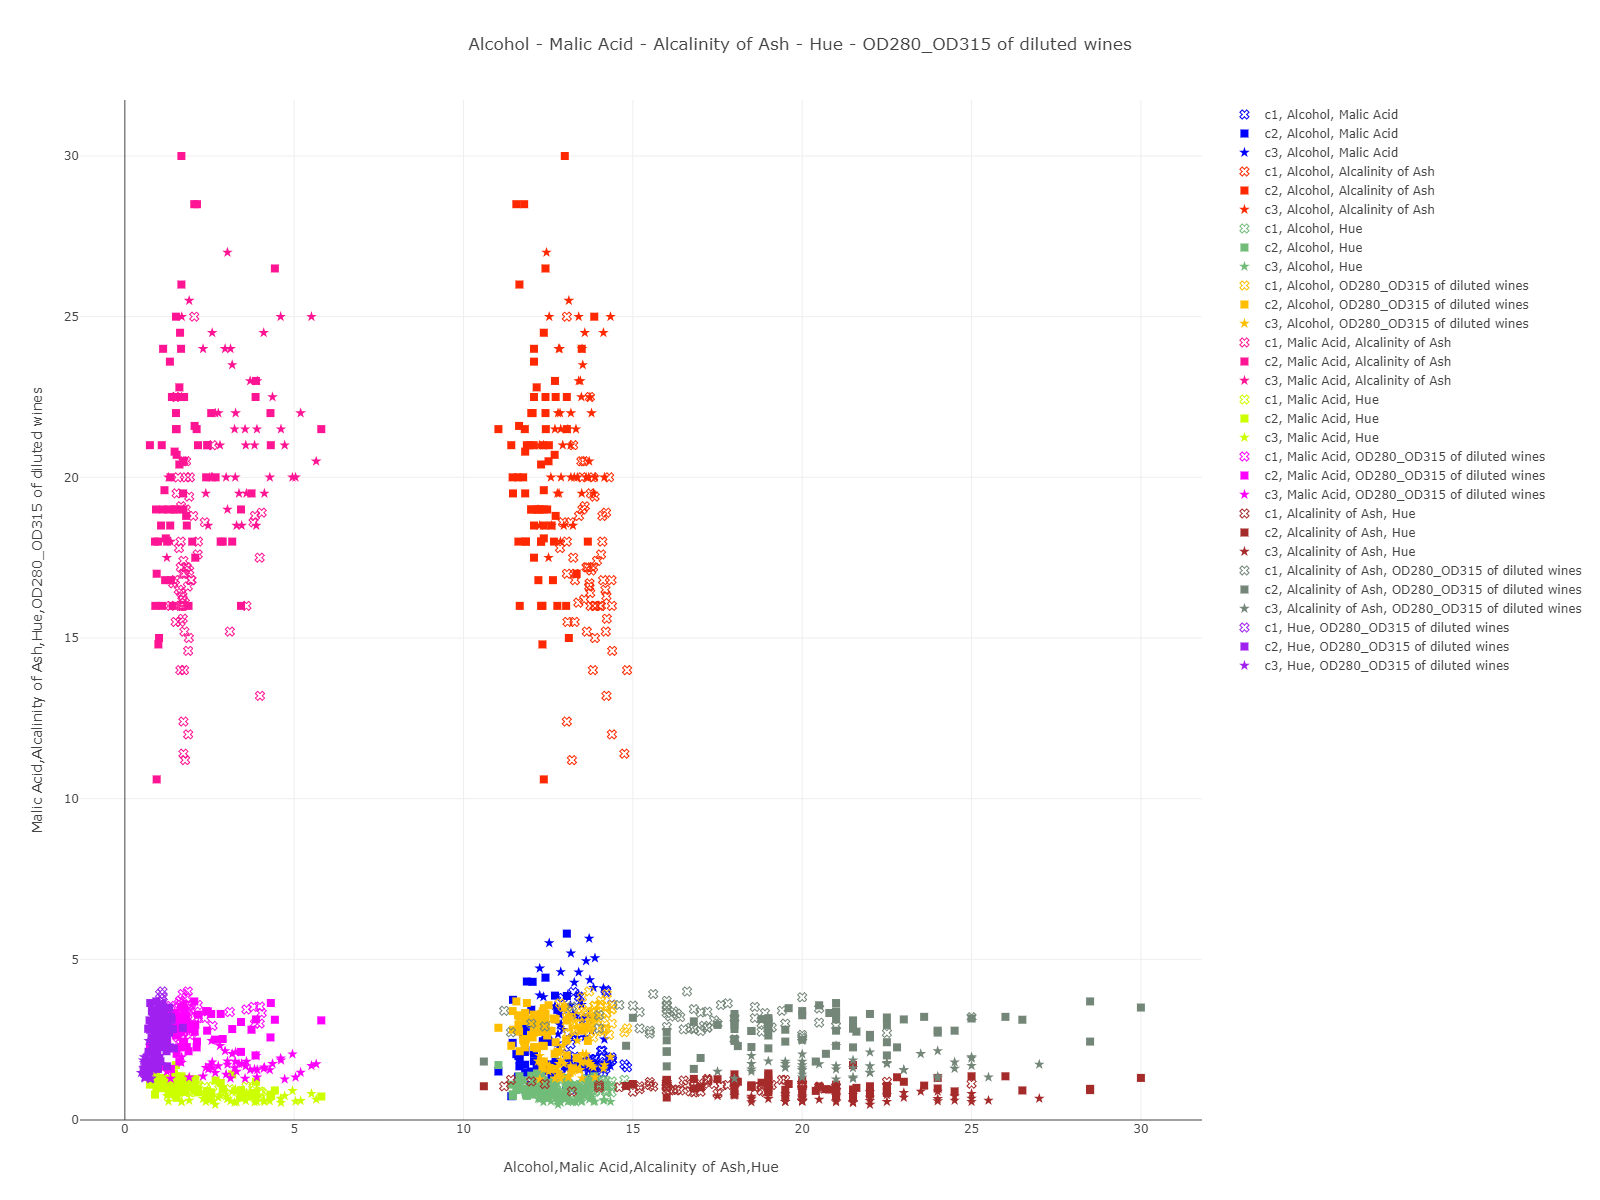 Alcohol - Malic Acid - Alcalinity of Ash - Hue - OD280_OD315 of diluted wines
Malic Acid,Alcalinity of Ash,Hue,OD280_OD315 of diluted wines
30
25
20
15
10
5
0
0 5 10 15 20 25 30
Alcohol,Malic Acid,Alcalinity of Ash,Hue
c1, Alcohol, Malic Acid
c2, Alcohol, Malic Acid
c3, Alcohol, Malic Acid
c1, Alcohol, Alcalinity of Ash
c2, Alcohol, Alcalinity of Ash
c3, Alcohol, Alcalinity of Ash
c1, Alcohol, Hue
c2, Alcohol, Hue
c3, Alcohol, Hue
c1, Alcohol, OD280_OD315 of diluted wines
c2, Alcohol, OD280_OD315 of diluted wines
c3, Alcohol, OD280_OD315 of diluted wines
c1, Malic Acid, Alcalinity of Ash
c2, Malic Acid, Alcalinity of Ash
c3, Malic Acid, Alcalinity of Ash
c1, Malic Acid, Hue
c2, Malic Acid, Hue
c3, Malic Acid, Hue
c1, Malic Acid, OD280_OD315 of diluted wines
c2, Malic Acid, OD280_OD315 of diluted wines
c3, Malic Acid, OD280_OD315 of diluted wines
c1, Alcalinity of Ash, Hue
c2, Alcalinity of Ash, Hue
c3, Alcalinity of Ash, Hue
c1, Alcalinity of Ash, OD280_OD315 of diluted wines
c2, Alcalinity of Ash, OD280_OD315 of diluted wines
c3, Alcalinity of Ash, OD280_OD315 of diluted wines
c1, Hue, OD280_OD315 of diluted wines
c2, Hue, OD280_OD315 of diluted wines
c3, Hue, OD280_OD315 of diluted wines